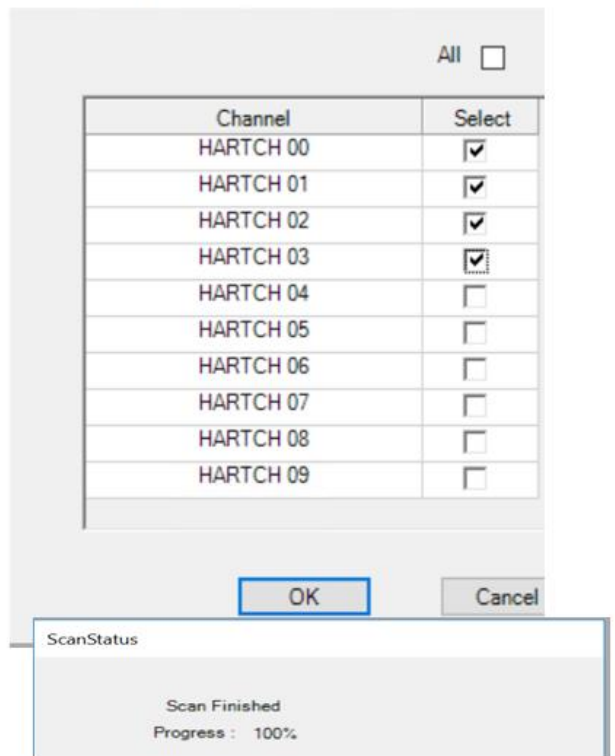 All
Channel Select
HARTCH 00
HARTCH 01
HARTCH 02
HARTCH 03
HARTCH 04
HARTCH 05
HARTCH 06
HARTCH 07
HARTCH 08
HARTCH 09
OK Cancel
ScanStatus
Scan Finished
Progress : 100%